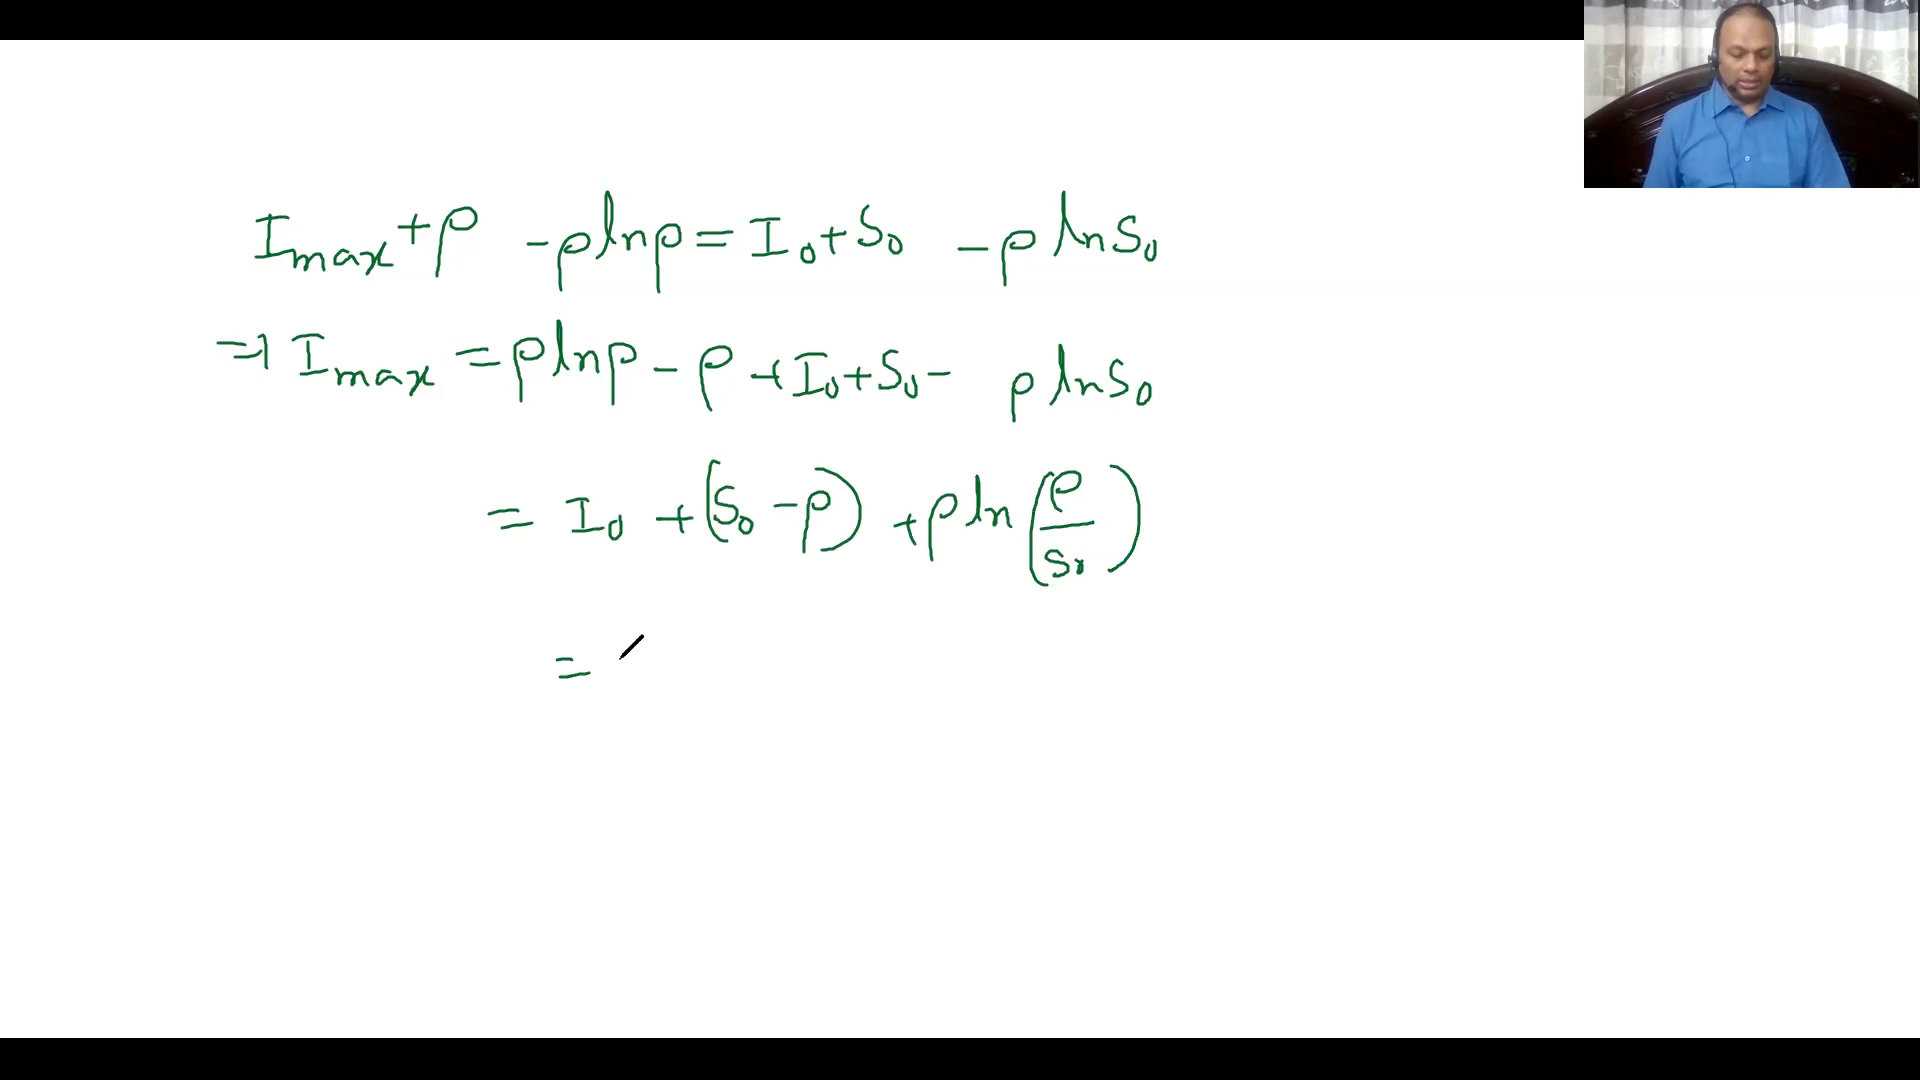 Imax + ρ - ρ ln ρ = I₀ + S₀ - ρ ln S₀
⇒ Imax = ρ ln ρ - ρ + I₀ + S₀ - ρ ln S₀
= I₀ + (S₀ - ρ) + ρ ln (ρ/S₀)
=